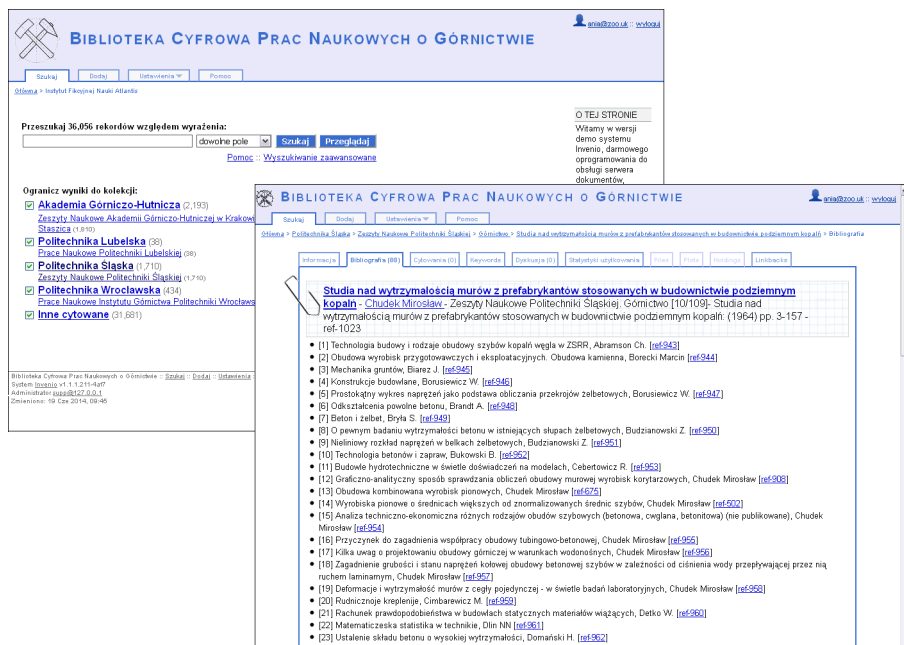 ania@zoo.uk :: wyloguj
BIBLIOTEKA CYFROWA PRAC NAUKOWYCH O GÓRNICTWIE
Szukaj Dodaj Ustawienia Pomoc
Główna > Instytut Fikcyjnej Nauki Atlantis
Przeszukaj 36,056 rekordów względem wyrażenia:
dowolne pole Szukaj Przeglądaj
Pomoc :: Wyszukiwanie zaawansowane
O TEJ STRONIE
Witamy w wersji
demo systemu
Invenio, darmowego
oprogramowania do
obsługi serwera
dokumentów,
Ogranicz wyniki do kolekcji:
Akademia Górniczo-Hutnicza (2,193)
Zeszyty Naukowe Akademii Górniczo-Hutniczej w Krakowi
Staszica (1,810)
Politechnika Lubelska (38)
Prace Naukowe Politechniki Lubelskiej (38)
Politechnika Śląska (1,710)
Zeszyty Naukowe Politechniki Śląskiej (1,710)
Politechnika Wrocławska (434)
Prace Naukowe Instytutu Górnictwa Politechniki Wrocławs
Inne cytowane (31,681)
Biblioteka Cyfrowa Prac Naukowych o Górnictwie :: Szukaj :: Dodaj :: Ustawienia :
System Invenio v1.1.1.211-4af7
Administrator supp@127.0.0.1
Zmieniono: 19 Cze 2014, 09:46
BIBLIOTEKA CYFROWA PRAC NAUKOWYCH O GÓRNICTWIE
ania@zoo.uk :: wyloguj
Szukaj Dodaj Ustawienia Pomoc
Główna > Politechnika Śląska > Zeszyty Naukowe Politechniki Śląskiej > Górnictwo > Studia nad wytrzymałością murów z prefabrykantów stosowanych w budownictwie podziemnym kopalń > Bibliografia
Informacja Bibliografia (89) Cytowania (0) Keywords Dyskusja (0) Statystyki użytkowania Files Plots Holdings Linkbacks
Studia nad wytrzymałością murów z prefabrykantów stosowanych w budownictwie podziemnym
kopalń - Chudek Mirosław - Zeszyty Naukowe Politechniki Śląskiej. Górnictwo [10/109]- Studia nad
wytrzymałością murów z prefabrykantów stosowanych w budownictwie podziemnym kopalń: (1964) pp. 3-157 -
ref-1023
[1] Technologia budowy i rodzaje obudowy szybów kopalń węgla w ZSRR, Abramson Ch. [ref-943]
[2] Obudowa wyrobisk przygotowawczych i eksploatacyjnych. Obudowa kamienna, Borecki Marcin [ref-944]
[3] Mechanika gruntów, Biarez J. [ref-945]
[4] Konstrukcje budowlane, Borusiewicz W. [ref-946]
[5] Prostokątny wykres naprężeń jako podstawa obliczania przekrojów żelbetowych, Borusiewicz W. [ref-947]
[6] Odkształcenia powolne betonu, Brandt A. [ref-948]
[7] Beton i żelbet, Bryła S. [ref-949]
[8] O pewnym badaniu wytrzymałości betonu w istniejących słupach żelbetowych, Budzianowski Z. [ref-950]
[9] Nieliniowy rozkład naprężeń w belkach żelbetowych, Budzianowski Z. [ref-951]
[10] Technologia betonów i zapraw, Bukowski B. [ref-952]
[11] Budowle hydrotechniczne w świetle doświadczeń na modelach, Cebertowicz R. [ref-953]
[12] Graficzno-analityczny sposób sprawdzania obliczeń obudowy murowej wyrobisk korytarzowych, Chudek Mirosław [ref-908]
[13] Obudowa kombinowana wyrobisk pionowych, Chudek Mirosław [ref-675]
[14] Wyrobiska pionowe o średnicach większych od znormalizowanych średnic szybów, Chudek Mirosław [ref-502]
[15] Analiza techniczno-ekonomiczna różnych rodzajów obudów szybowych (betonowa, cwglana, betonitowa) (nie publikowane), Chudek
Mirosław [ref-954]
[16] Przyczynek do zagadnienia współpracy obudowy tubingowo-betonowej, Chudek Mirosław [ref-955]
[17] Kilka uwag o projektowaniu obudowy górniczej w warunkach wodonośnych, Chudek Mirosław [ref-956]
[18] Zagadnienie grubości i stanu naprężeń kołowej obudowy betonowej szybów w zależności od ciśnienia wody przepływającej przez nią
ruchem laminarnym, Chudek Mirosław [ref-957]
[19] Deformacje i wytrzymałość murów z cegły pojedynczej - w świetle badań laboratoryjnych, Chudek Mirosław [ref-958]
[20] Rudnicznoje kreplenije, Cimbarewicz M. [ref-959]
[21] Rachunek prawdopodobieństwa w budowlach statycznych materiałów wiążących, Detko W. [ref-960]
[22] Matematiczeska statistika w technikie, Dlin NN [ref-961]
[23] Ustalenie składu betonu o wysokiej wytrzymałości, Domański H. [ref-962]